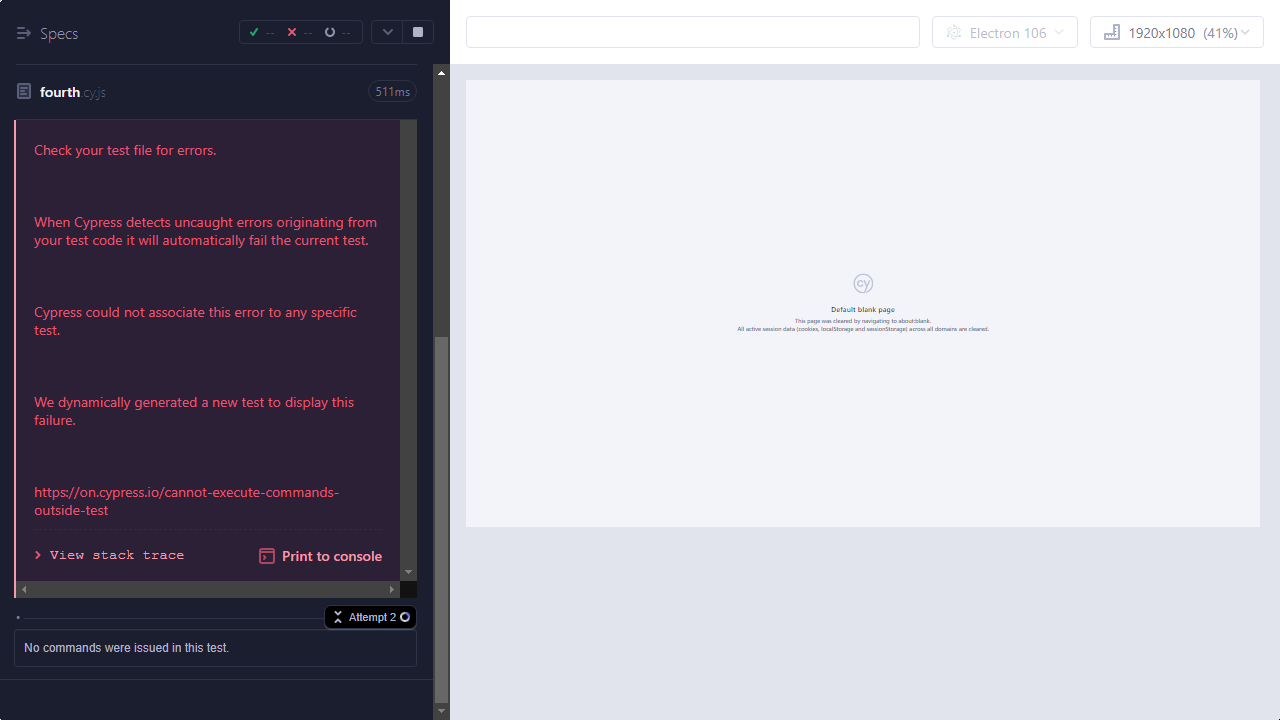 Specs
--
--
--
Electron 106
1920x1080 (41%)
fourth.cy.js
511ms
Check your test file for errors.
When Cypress detects uncaught errors originating from
your test code it will automatically fail the current test.
Cypress could not associate this error to any specific
test.
We dynamically generated a new test to display this
failure.
https://on.cypress.io/cannot-execute-commands-
outside-test
View stack trace
Print to console
Attempt 2
No commands were issued in this test.
cy
Default blank page
This page was cleared by navigating to about:blank.
All active session data (cookies, localStorage and sessionStorage) across all domains are cleared.